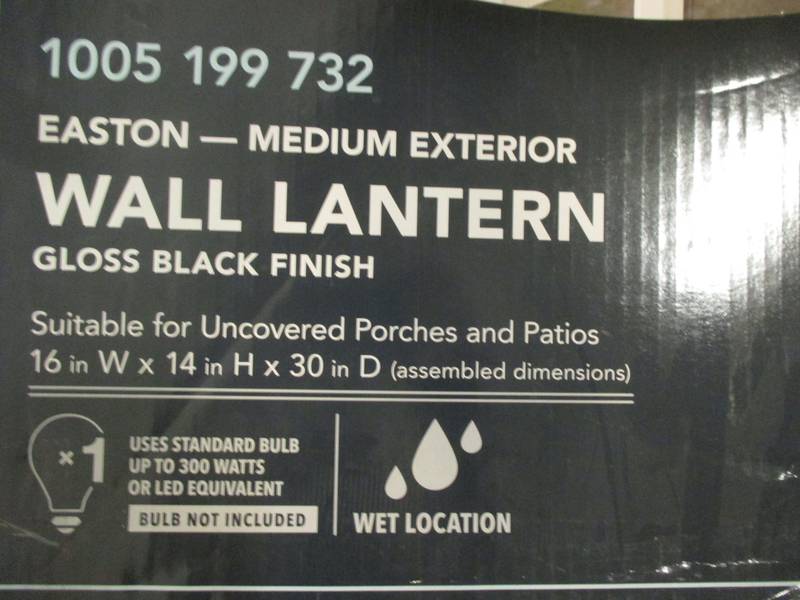 1005 199 732
EASTON — MEDIUM EXTERIOR
WALL LANTERN
GLOSS BLACK FINISH
Suitable for Uncovered Porches and Patios
16 in W x 14 in H x 30 in D (assembled dimensions)
x 1
USES STANDARD BULB
UP TO 300 WATTS
OR LED EQUIVALENT
BULB NOT INCLUDED
WET LOCATION